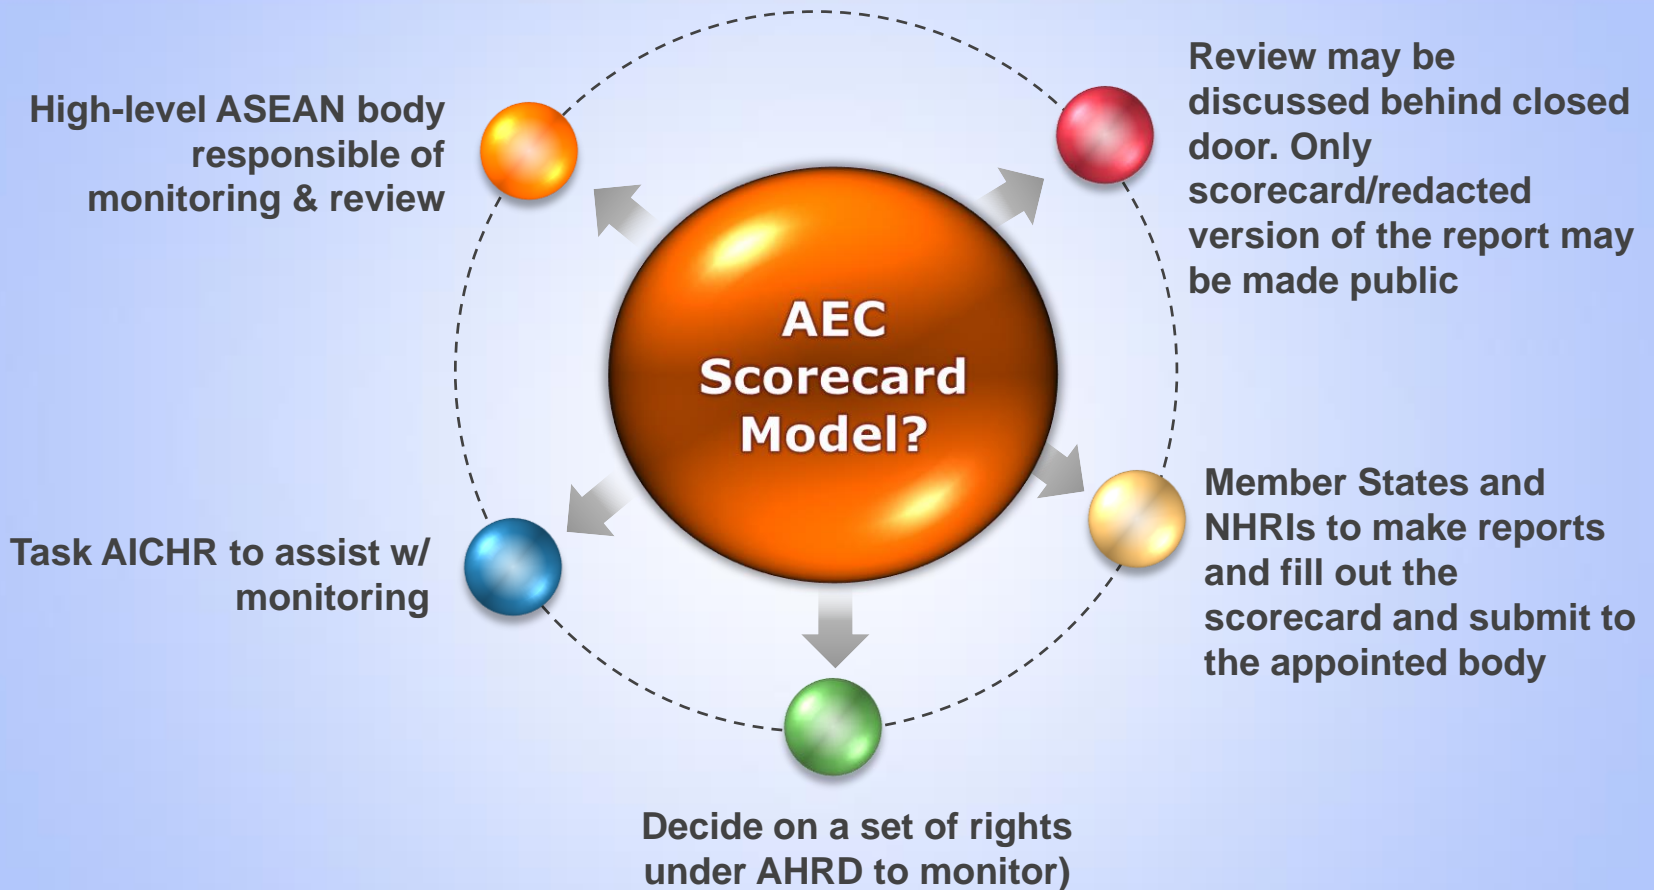 High-level ASEAN body
responsible of
monitoring & review
Review may be
discussed behind closed
door. Only
scorecard/redacted
version of the report may
be made public
AEC
Scorecard
Model?
Task AICHR to assist w/
monitoring
Member States and
NHRIs to make reports
and fill out the
scorecard and submit to
the appointed body
Decide on a set of rights
under AHRD to monitor)